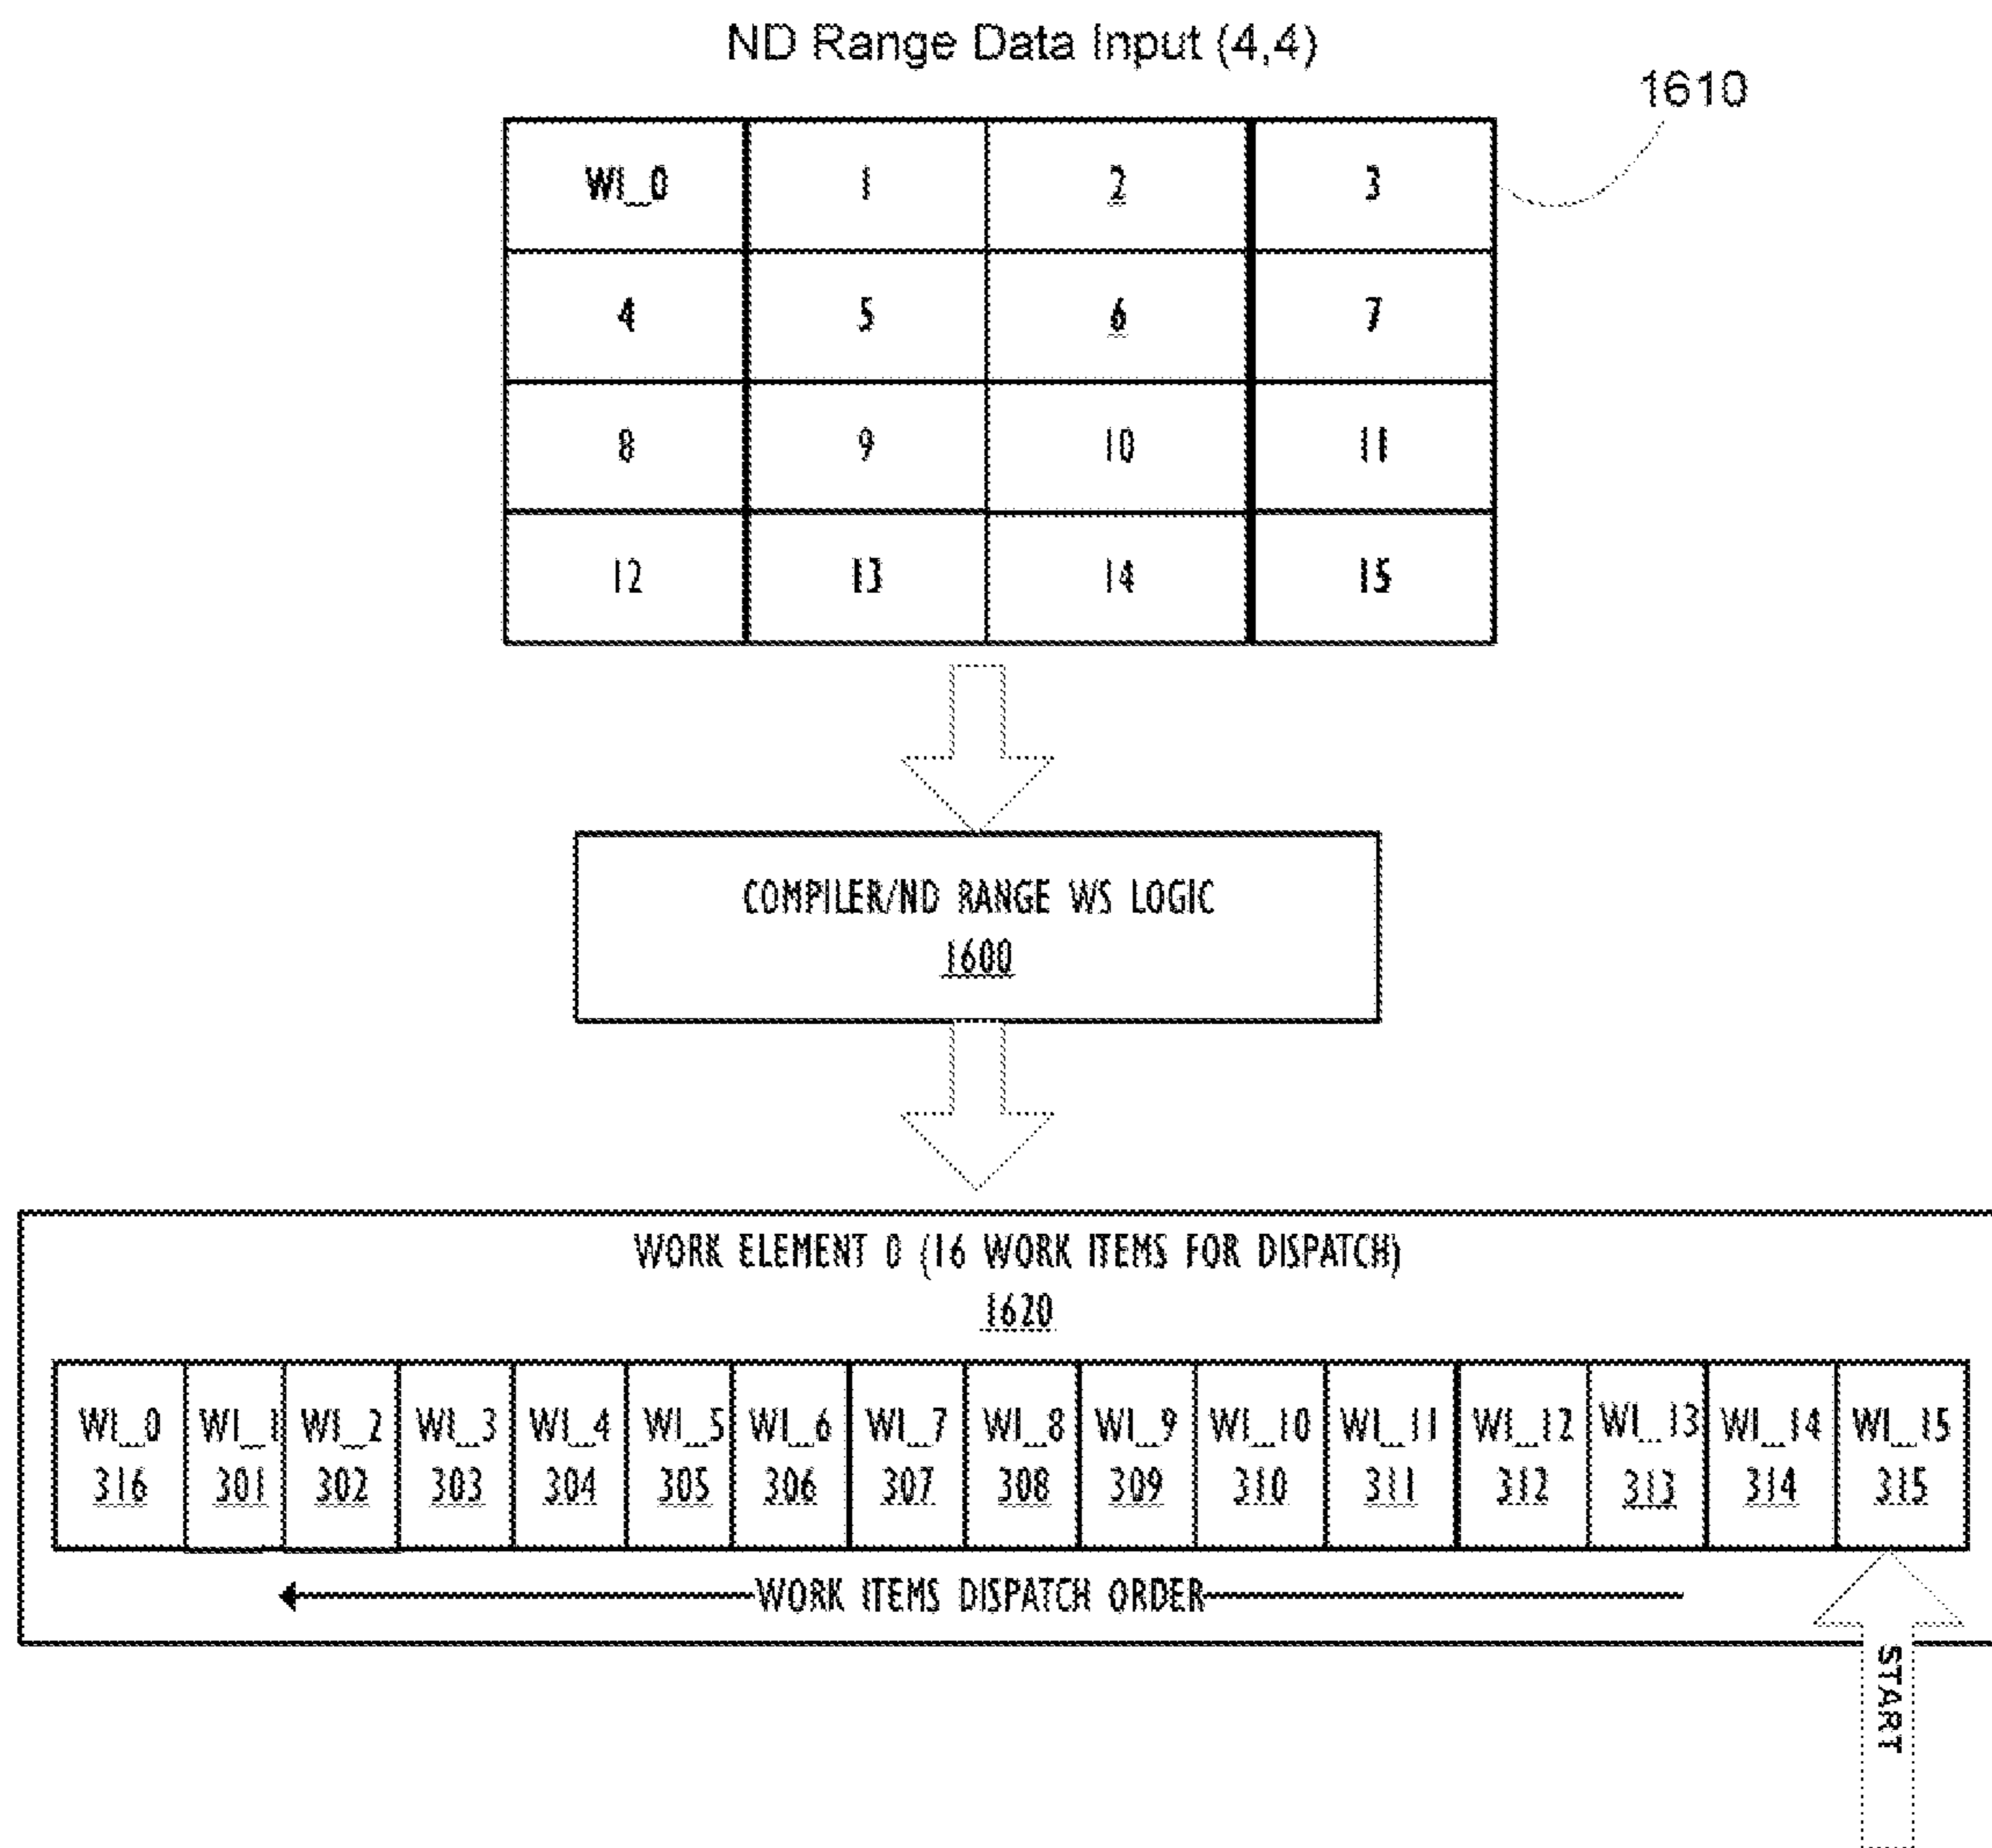 ND Range Data Input (4,4)
1610
WI_0 1 2 3
4 5 6 7
8 9 10 11
12 13 14 15
COMPILER/ND RANGE WS LOGIC
1600
WORK ELEMENT 0 (16 WORK ITEMS FOR DISPATCH)
1620
WI_0 WI_1 WI_2 WI_3 WI_4 WI_5 WI_6 WI_7 WI_8 WI_9 WI_10 WI_11 WI_12 WI_13 WI_14 WI_15
316 301 302 303 304 305 306 307 308 309 310 311 312 313 314 315
WORK ITEMS DISPATCH ORDER
START